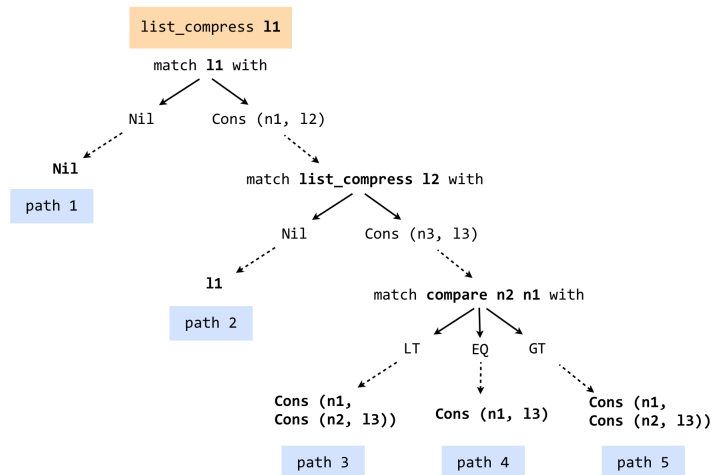 list_compress l1
match l1 with
Nil
Cons (n1, l2)
Nil
path 1
match list_compress l2 with
Nil
Cons (n3, l3)
l1
path 2
match compare n2 n1 with
LT
EQ
GT
Cons (n1,
Cons (n2, l3))
path 3
Cons (n1, l3)
path 4
Cons (n1,
Cons (n2, l3))
path 5